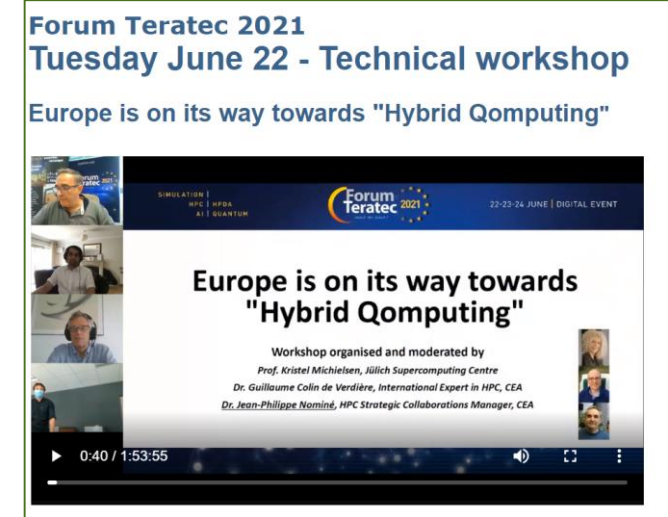 Forum Teratec 2021
Tuesday June 22 - Technical workshop
Europe is on its way towards "Hybrid Qomputing"
SIMULATION |
HPC | HPDA
AI | QUANTUM
Forum
Teratec 2021
22-23-24 JUNE | DIGITAL EVENT
Europe is on its way towards
"Hybrid Qomputing"
Workshop organised and moderated by
Prof. Kristel Michielsen, Jülich Supercomputing Centre
Dr. Guillaume Colin de Verdière, International Expert in HPC, CEA
Dr. Jean-Philippe Nominé, HPC Strategic Collaborations Manager, CEA
0:40 / 1:53:55